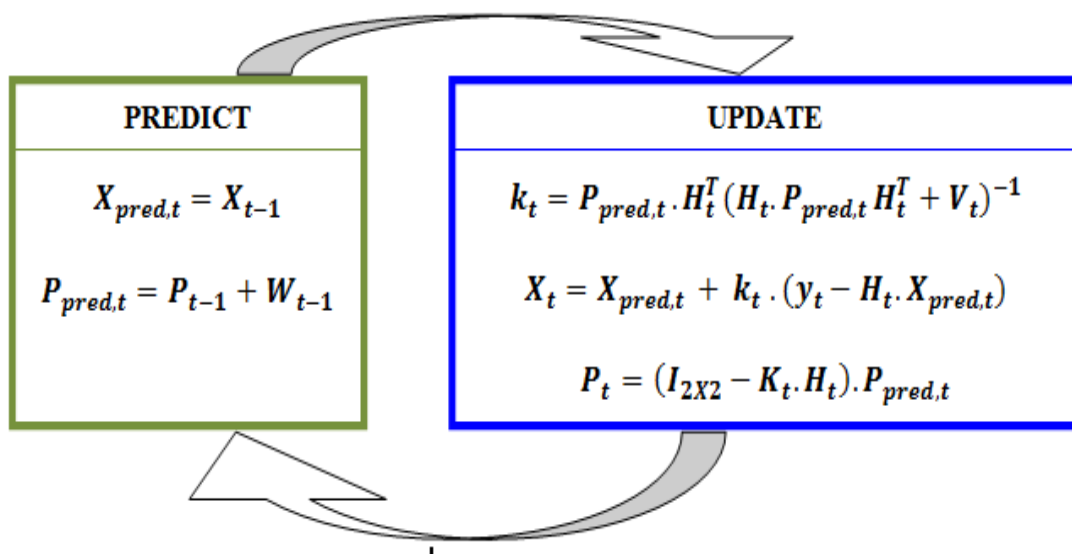 PREDICT
X_{pred,t} = X_{t-1}
P_{pred,t} = P_{t-1} + W_{t-1}
UPDATE
k_t = P_{pred,t} . H_t^T (H_t . P_{pred,t} H_t^T + V_t)^{-1}
X_t = X_{pred,t} + k_t . (y_t − H_t . X_{pred,t})
P_t = (I_{2X2} − K_t . H_t) . P_{pred,t}